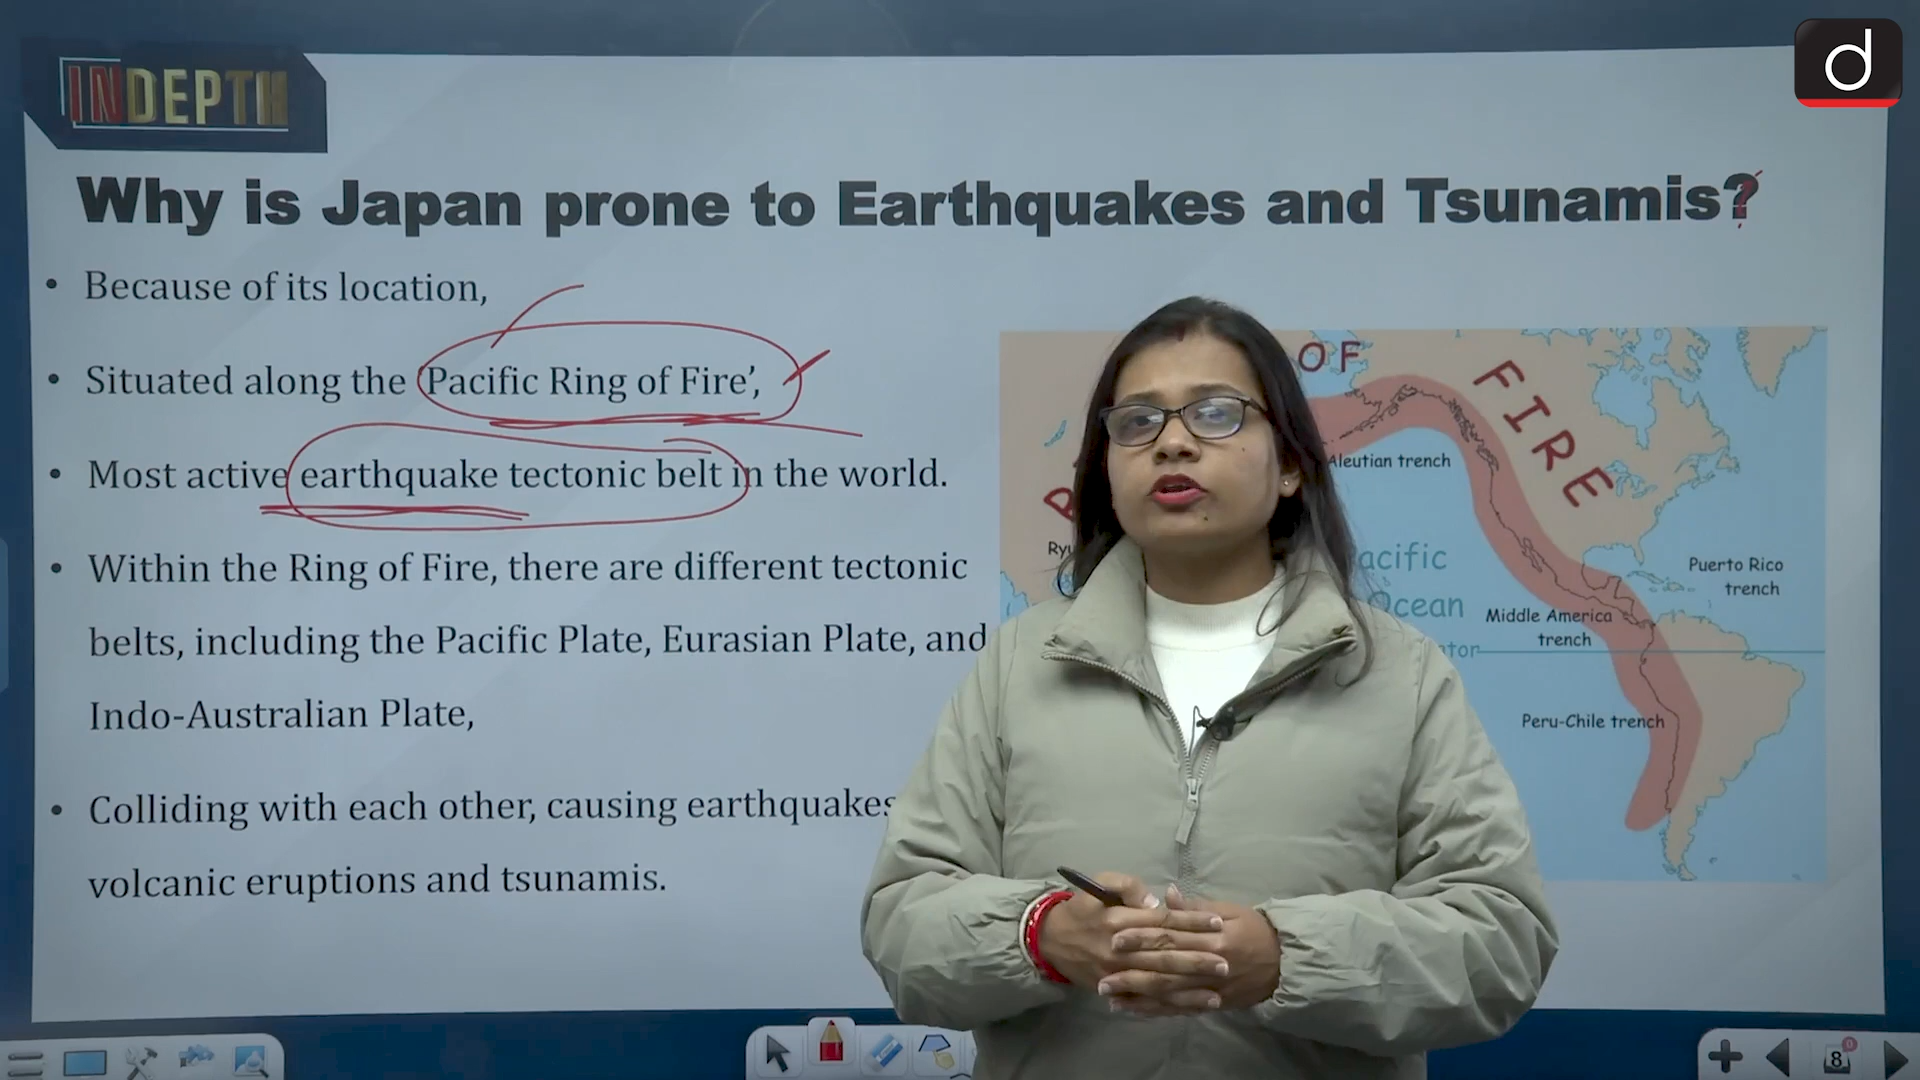 INDEPTH
d
Why is Japan prone to Earthquakes and Tsunamis?
• Because of its location,
• Situated along the 'Pacific Ring of Fire',
• Most active earthquake tectonic belt in the world.
• Within the Ring of Fire, there are different tectonic
belts, including the Pacific Plate, Eurasian Plate, and
Indo-Australian Plate,
• Colliding with each other, causing earthquakes
volcanic eruptions and tsunamis.
OF
FIRE
Aleutian trench
Puerto Rico
trench
Middle America
trench
Peru-Chile trench
8
0